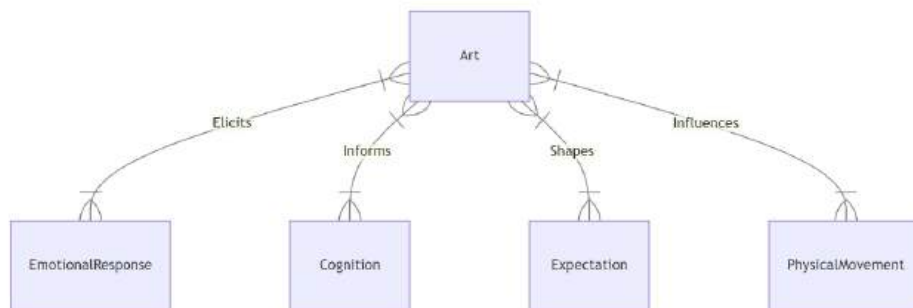 Art
Elicits
Informs
Shapes
Influences
EmotionalResponse
Cognition
Expectation
PhysicalMovement